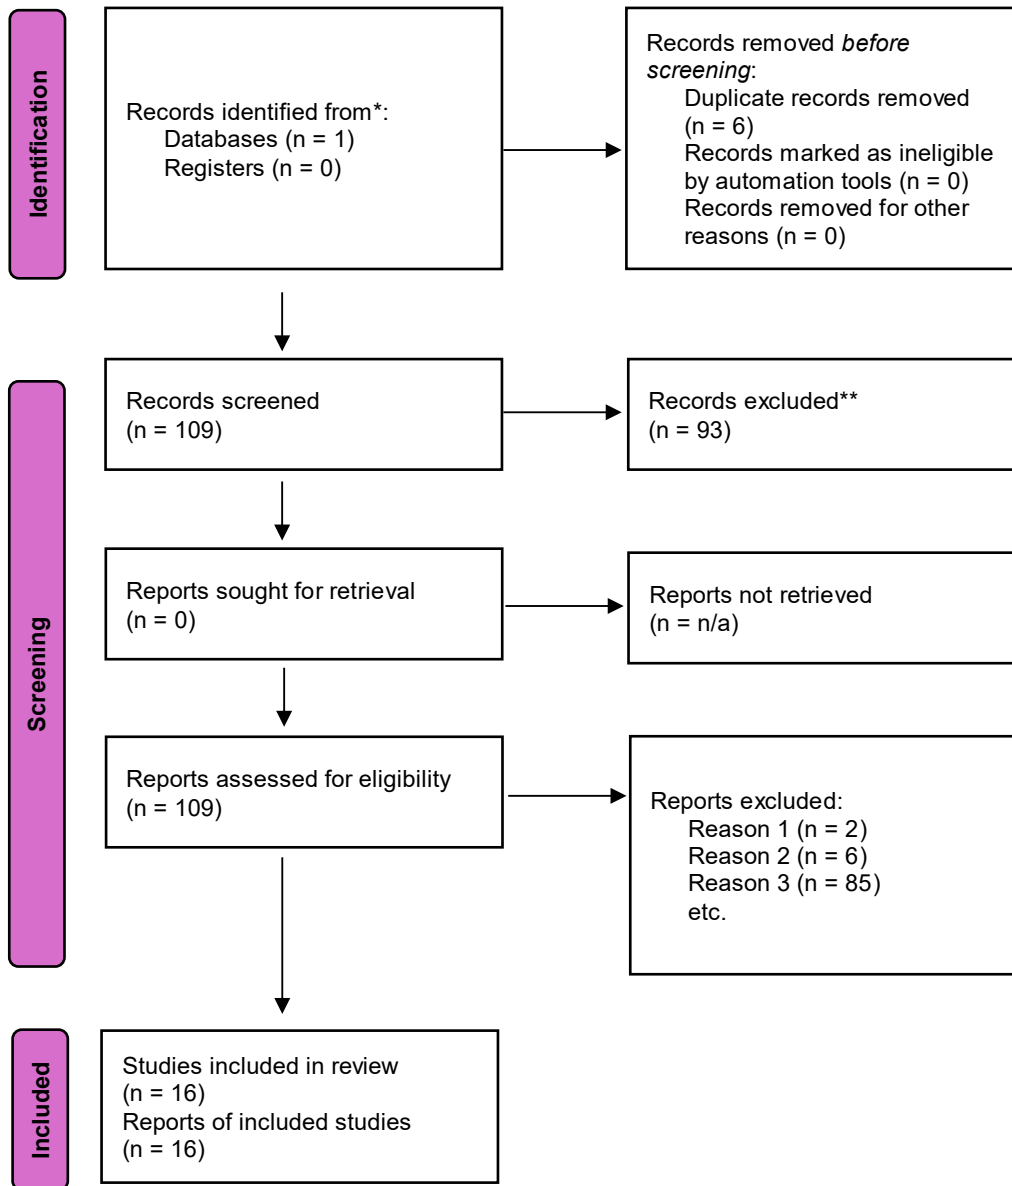 Identification
Records identified from*:
Databases (n = 1)
Registers (n = 0)
Records removed before
screening:
Duplicate records removed
(n = 6)
Records marked as ineligible
by automation tools (n = 0)
Records removed for other
reasons (n = 0)
Screening
Records screened
(n = 109)
Records excluded**
(n = 93)
Reports sought for retrieval
(n = 0)
Reports not retrieved
(n = n/a)
Reports assessed for eligibility
(n = 109)
Reports excluded:
Reason 1 (n = 2)
Reason 2 (n = 6)
Reason 3 (n = 85)
etc.
Included
Studies included in review
(n = 16)
Reports of included studies
(n = 16)